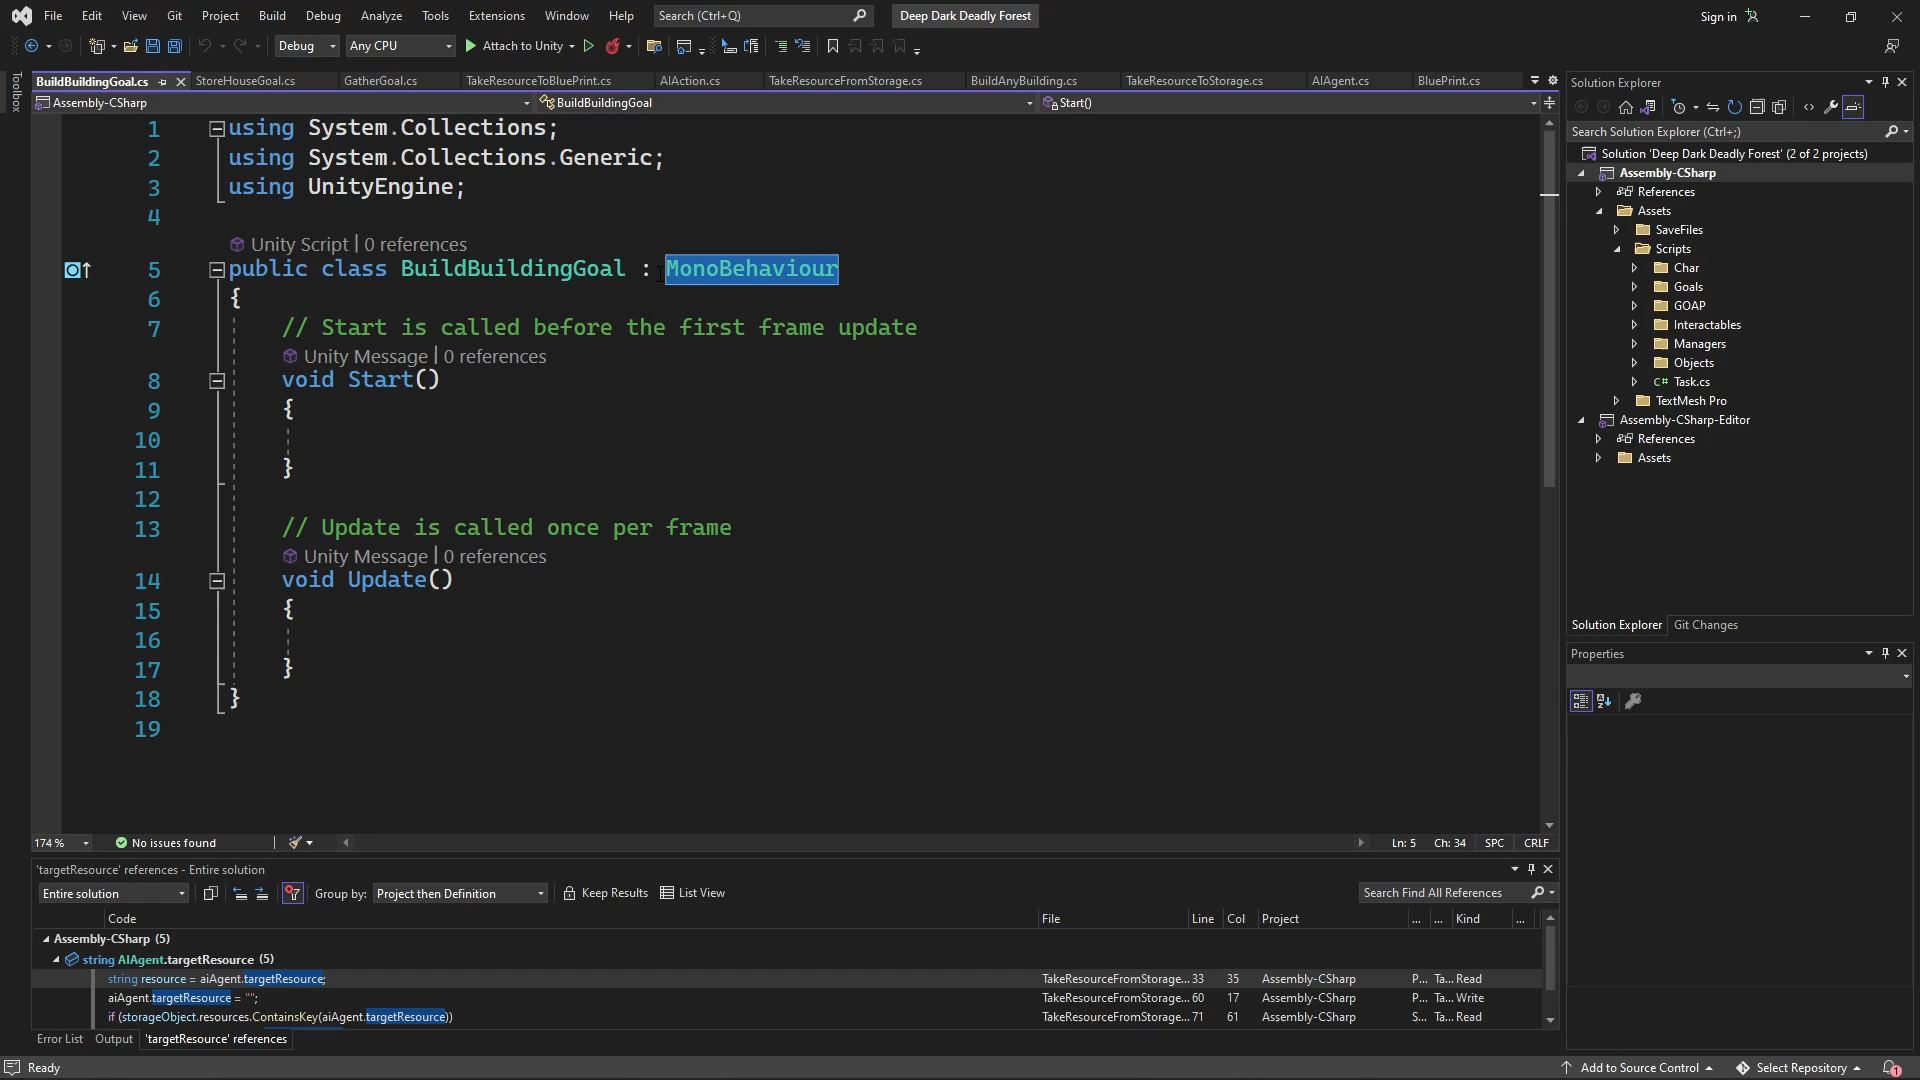 File Edit View Git Project Build Debug Analyze Tools Extensions Window Help Search (Ctrl+Q) Deep Dark Deadly Forest Sign in
Debug Any CPU Attach to Unity
Toolbox
BuildBuildingGoal.cs StoreHouseGoal.cs GatherGoal.cs TakeResourceToBluePrint.cs AIAction.cs TakeResourceFromStorage.cs BuildAnyBuilding.cs TakeResourceToStorage.cs AIAgent.cs BluePrint.cs
Assembly-CSharp BuildBuildingGoal Start()
1 using System.Collections;
2 using System.Collections.Generic;
3 using UnityEngine;
4
Unity Script | 0 references
5 public class BuildBuildingGoal : MonoBehaviour
6 {
7 // Start is called before the first frame update
Unity Message | 0 references
8 void Start()
9 {
10
11 }
12
13 // Update is called once per frame
Unity Message | 0 references
14 void Update()
15 {
16
17 }
18 }
19
174 % No issues found Ln: 5 Ch: 34 SPC CRLF
'targetResource' references - Entire solution
Entire solution Group by: Project then Definition Keep Results List View Search Find All References
Code File Line Col Project ... ... Kind ...
Assembly-CSharp (5)
string AIAgent.targetResource (5)
string resource = aiAgent.targetResource; TakeResourceFromStorage... 33 35 Assembly-CSharp P... Ta... Read
aiAgent.targetResource = ""; TakeResourceFromStorage... 60 17 Assembly-CSharp P... Ta... Write
if (storageObject.resources.ContainsKey(aiAgent.targetResource)) TakeResourceFromStorage... 71 61 Assembly-CSharp S... Ta... Read
Error List Output 'targetResource' references
Solution Explorer
Search Solution Explorer (Ctrl+;)
Solution 'Deep Dark Deadly Forest' (2 of 2 projects)
Assembly-CSharp
References
Assets
SaveFiles
Scripts
Char
Goals
GOAP
Interactables
Managers
Objects
C# Task.cs
TextMesh Pro
Assembly-CSharp-Editor
References
Assets
Solution Explorer Git Changes
Properties
Ready Add to Source Control Select Repository 1